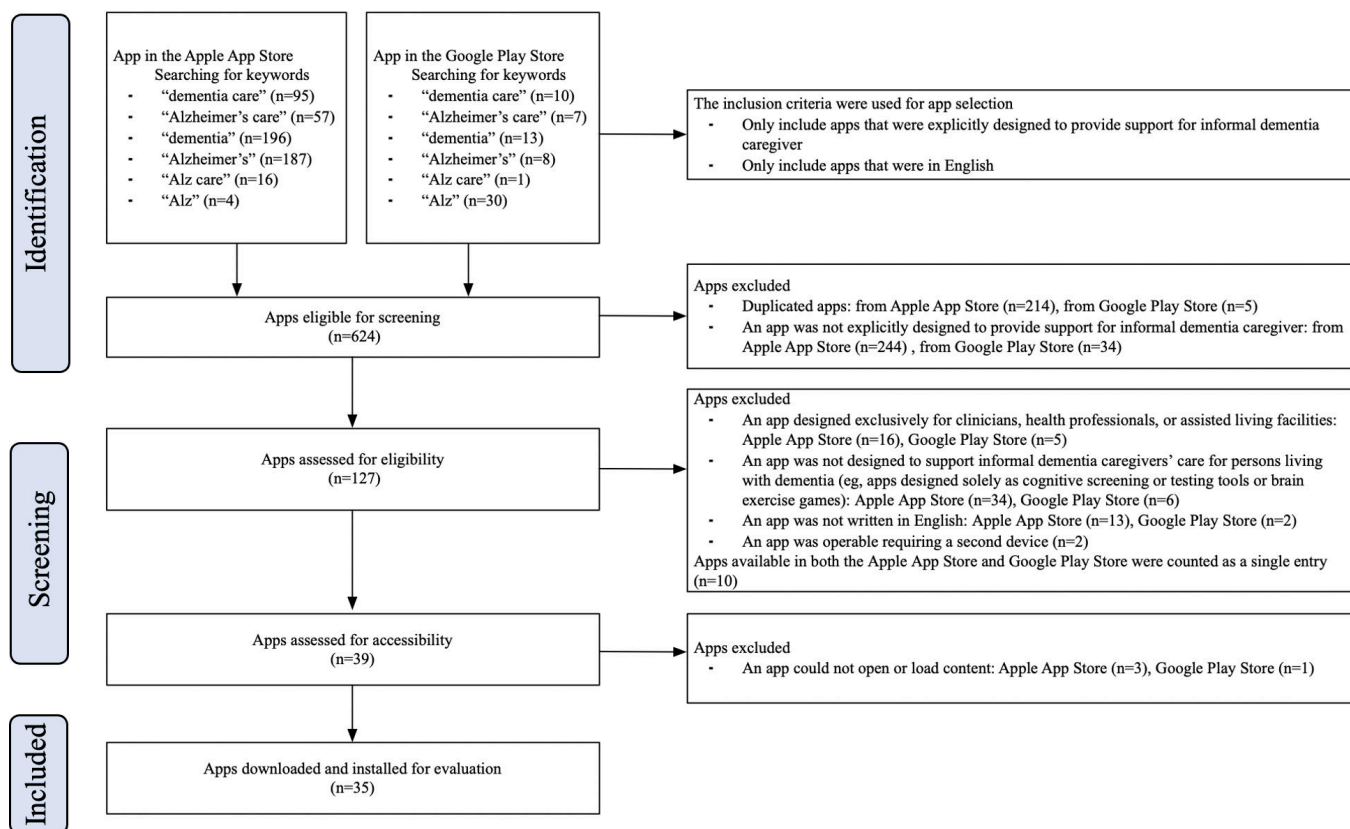 Identification
App in the Apple App Store
Searching for keywords
- “dementia care” (n=95)
- “Alzheimer’s care” (n=57)
- “dementia” (n=196)
- “Alzheimer’s” (n=187)
- “Alz care” (n=16)
- “Alz” (n=4)
App in the Google Play Store
Searching for keywords
- “dementia care” (n=10)
- “Alzheimer’s care” (n=7)
- “dementia” (n=13)
- “Alzheimer’s” (n=8)
- “Alz care” (n=1)
- “Alz” (n=30)
The inclusion criteria were used for app selection
- Only include apps that were explicitly designed to provide support for informal dementia
caregiver
- Only include apps that were in English
Apps eligible for screening
(n=624)
Apps excluded
- Duplicated apps: from Apple App Store (n=214), from Google Play Store (n=5)
- An app was not explicitly designed to provide support for informal dementia caregiver: from
Apple App Store (n=244) , from Google Play Store (n=34)
Screening
Apps assessed for eligibility
(n=127)
Apps excluded
- An app designed exclusively for clinicians, health professionals, or assisted living facilities:
Apple App Store (n=16), Google Play Store (n=5)
- An app was not designed to support informal dementia caregivers’ care for persons living
with dementia (eg, apps designed solely as cognitive screening or testing tools or brain
exercise games): Apple App Store (n=34), Google Play Store (n=6)
- An app was not written in English: Apple App Store (n=13), Google Play Store (n=2)
- An app was operable requiring a second device (n=2)
Apps available in both the Apple App Store and Google Play Store were counted as a single entry
(n=10)
Apps assessed for accessibility
(n=39)
Apps excluded
- An app could not open or load content: Apple App Store (n=3), Google Play Store (n=1)
Included
Apps downloaded and installed for evaluation
(n=35)